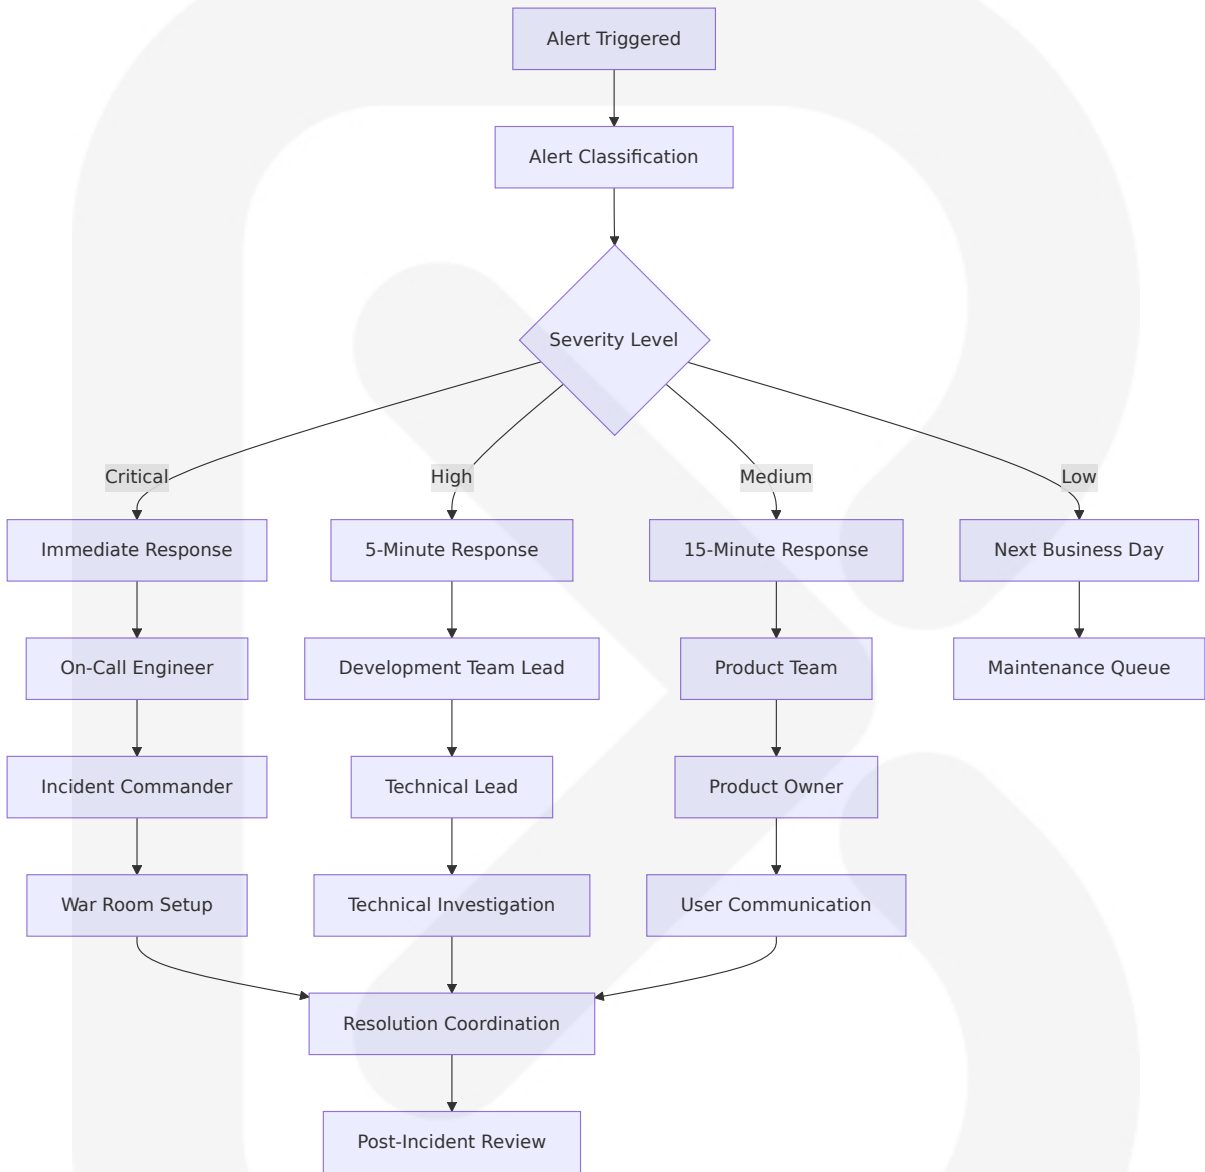 Alert Triggered
Alert Classification
Severity Level
Critical
High
Medium
Low
Immediate Response
5-Minute Response
15-Minute Response
Next Business Day
On-Call Engineer
Development Team Lead
Product Team
Maintenance Queue
Incident Commander
Technical Lead
Product Owner
War Room Setup
Technical Investigation
User Communication
Resolution Coordination
Post-Incident Review